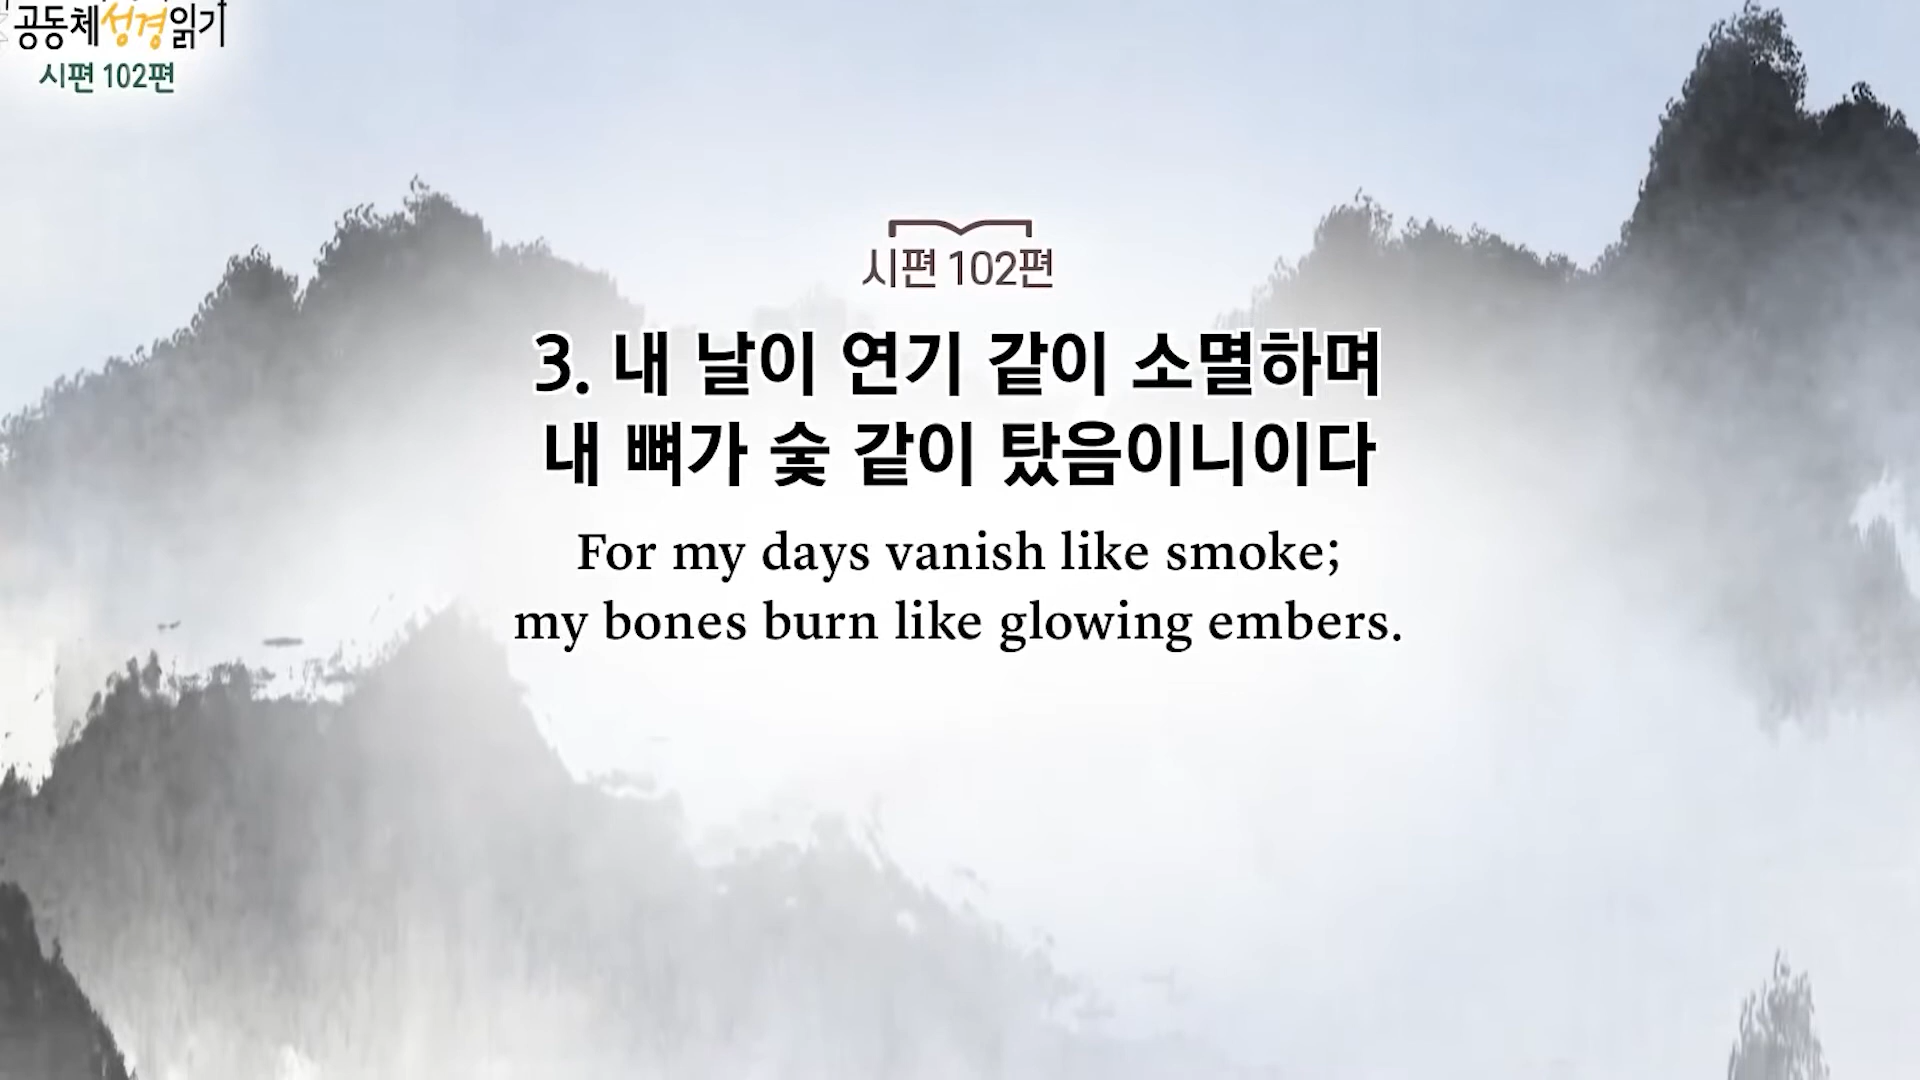 공동체성경읽기
시편 102편
시편 102편
3. 내 날이 연기 같이 소멸하며
내 뼈가 숯 같이 탔음이니이다
For my days vanish like smoke;
my bones burn like glowing embers.